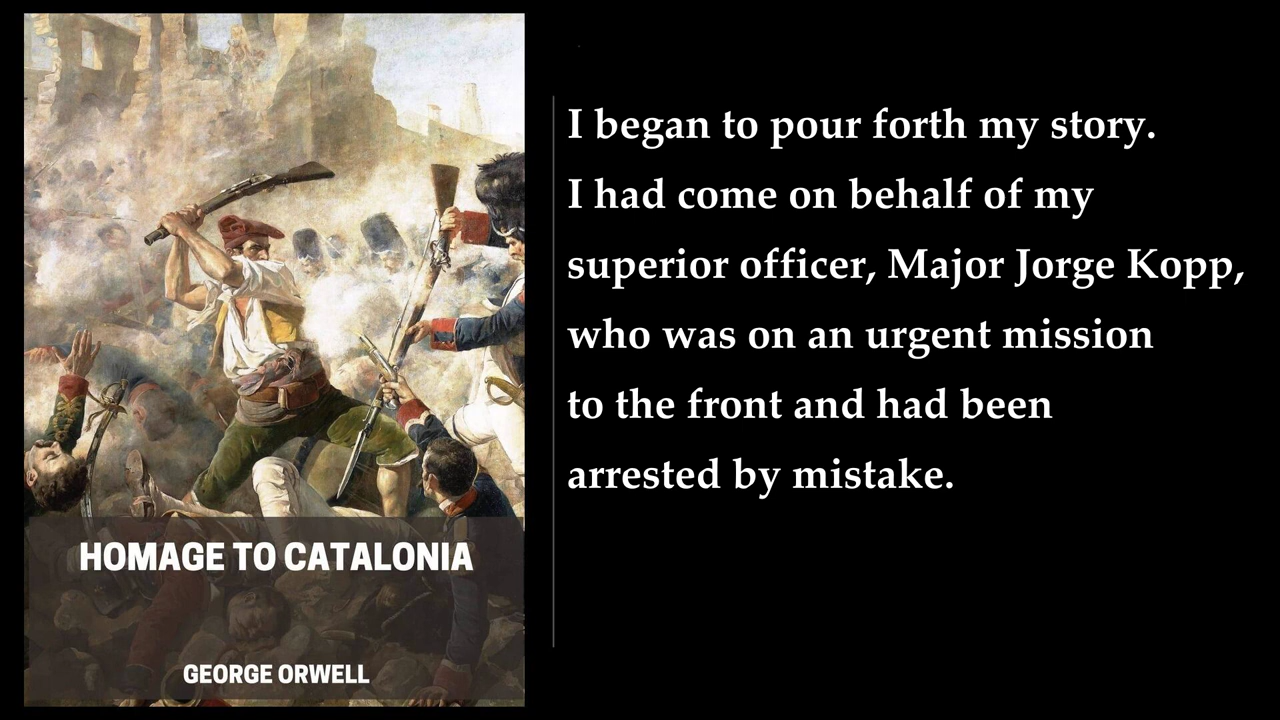 HOMAGE TO CATALONIA
GEORGE ORWELL
I began to pour forth my story.
I had come on behalf of my
superior officer, Major Jorge Kopp,
who was on an urgent mission
to the front and had been
arrested by mistake.